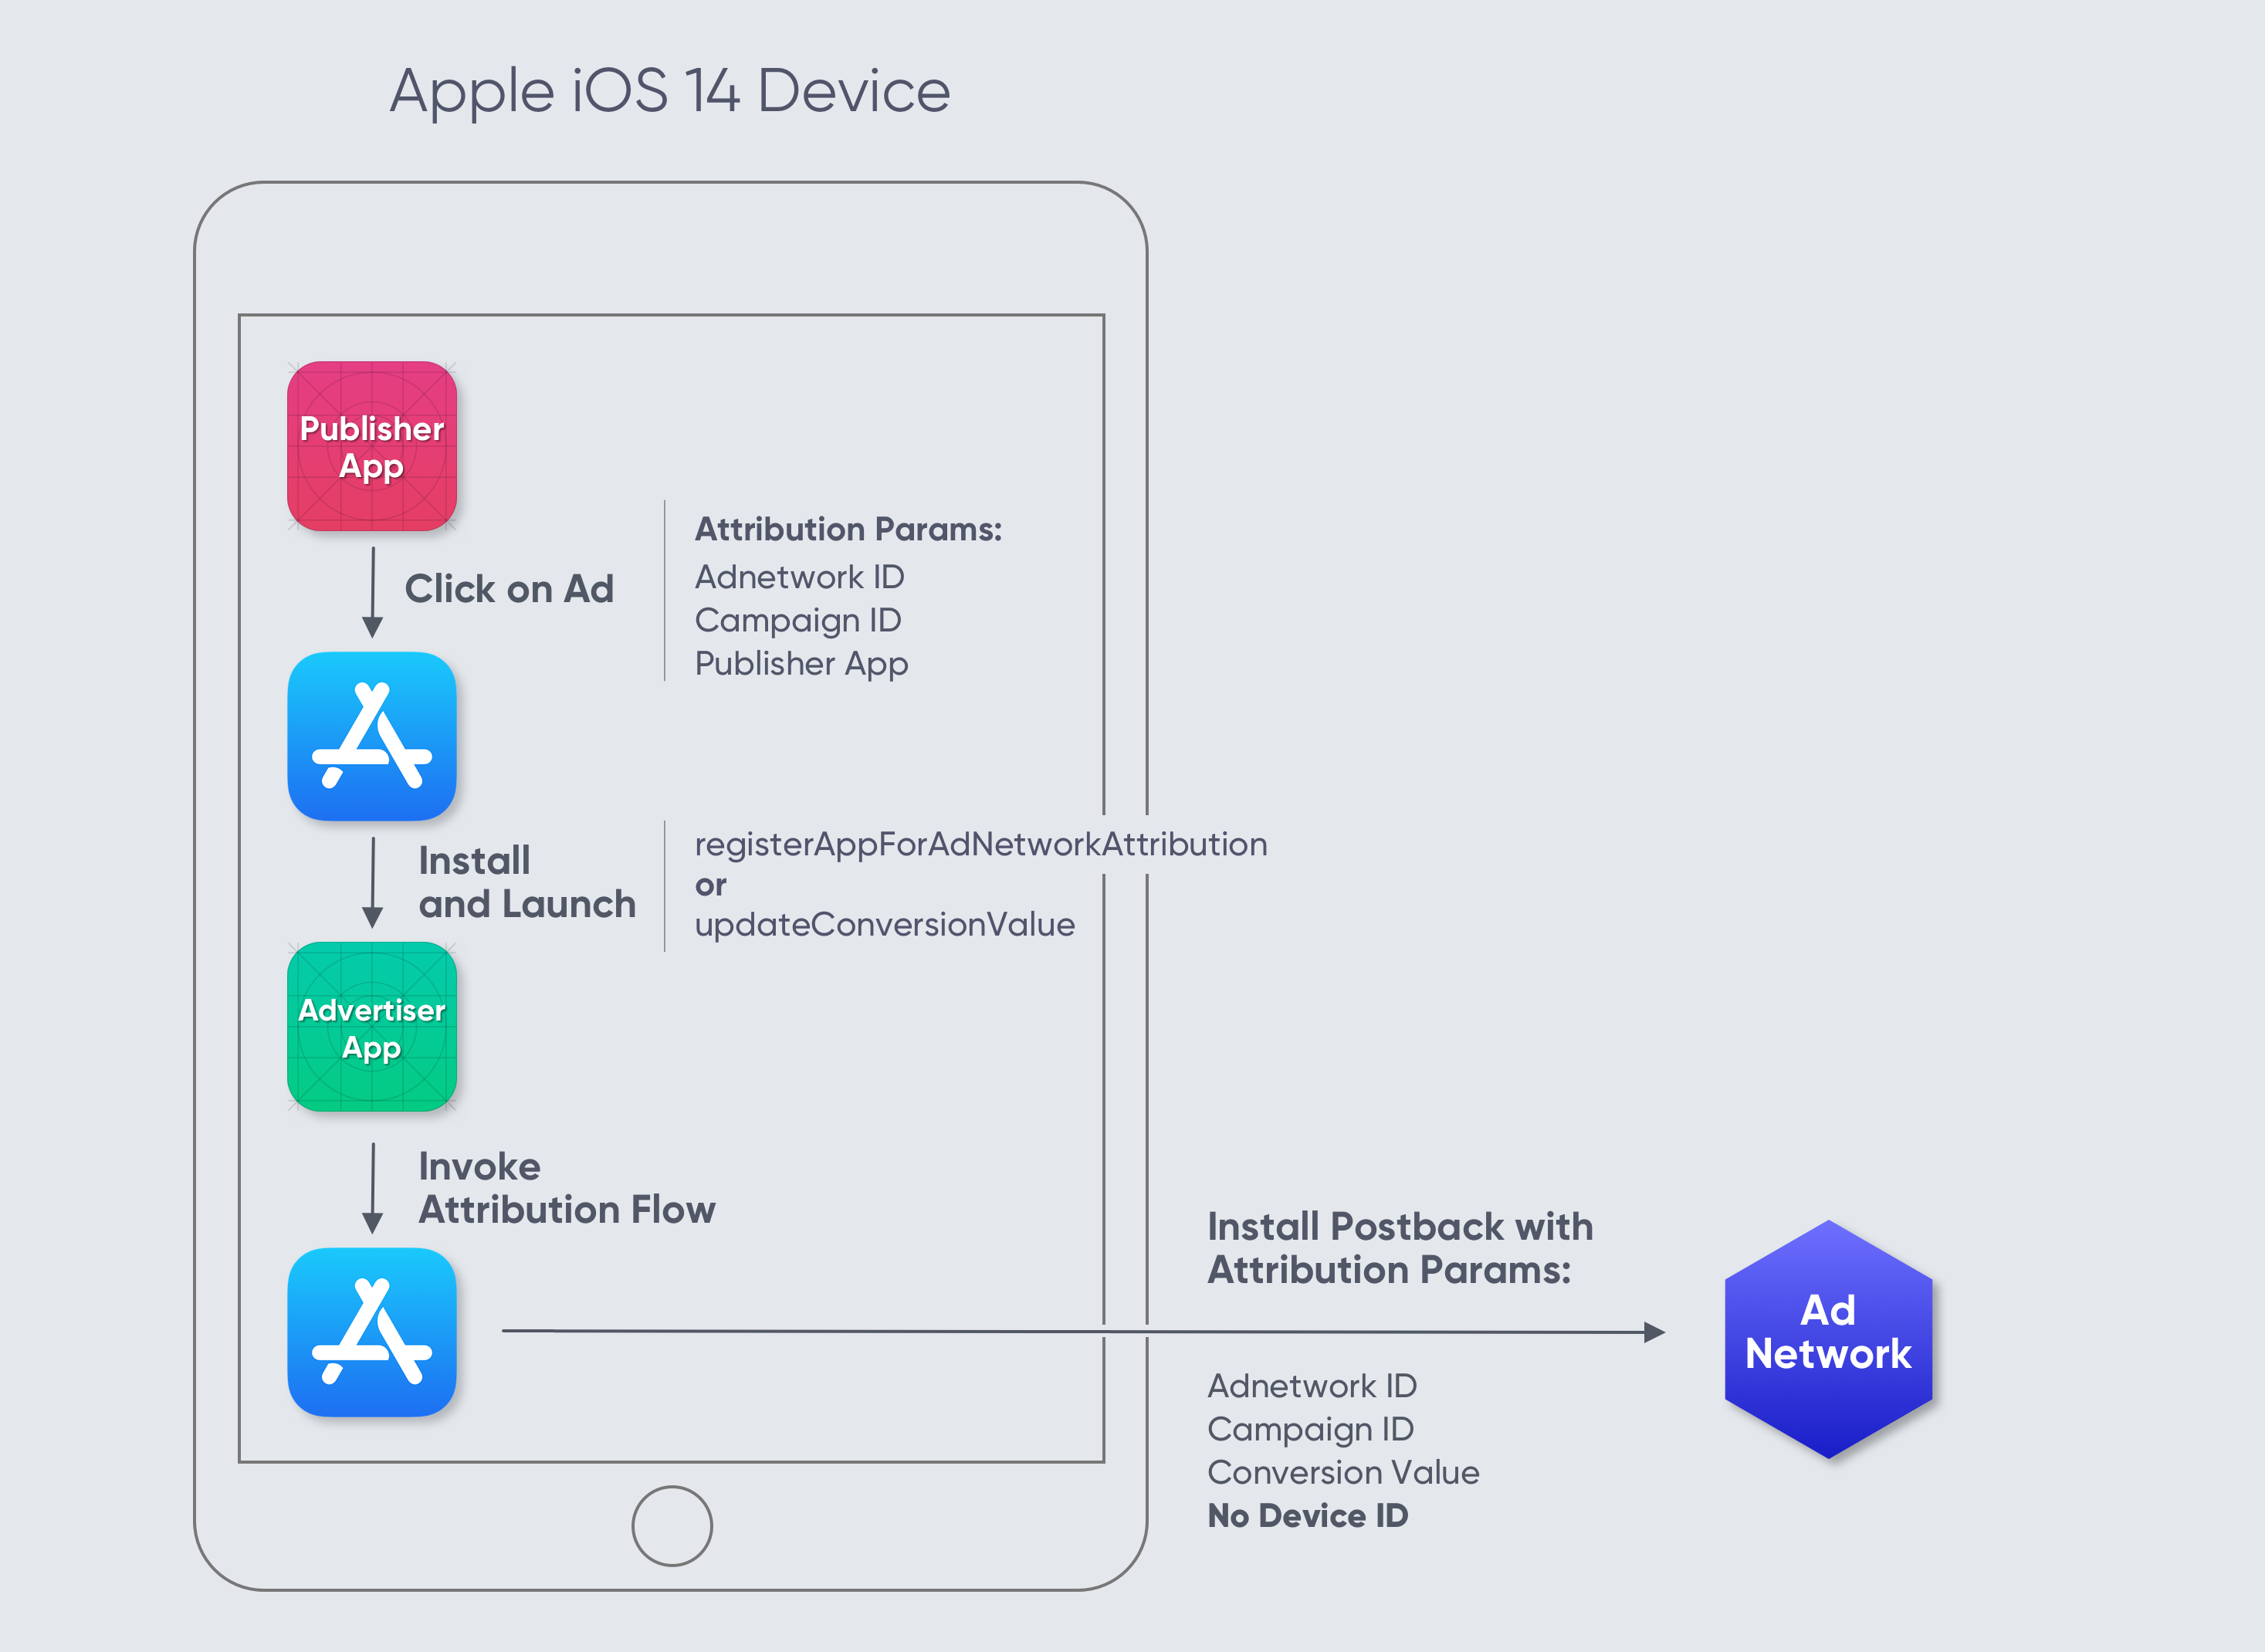 Apple iOS 14 Device
Publisher
App
Click on Ad
Attribution Params:
Adnetwork ID
Campaign ID
Publisher App
Install
and Launch
registerAppForAdNetworkAttribution
or
updateConversionValue
Advertiser
App
Invoke
Attribution Flow
Install Postback with
Attribution Params:
Adnetwork ID
Campaign ID
Conversion Value
No Device ID
Ad
Network